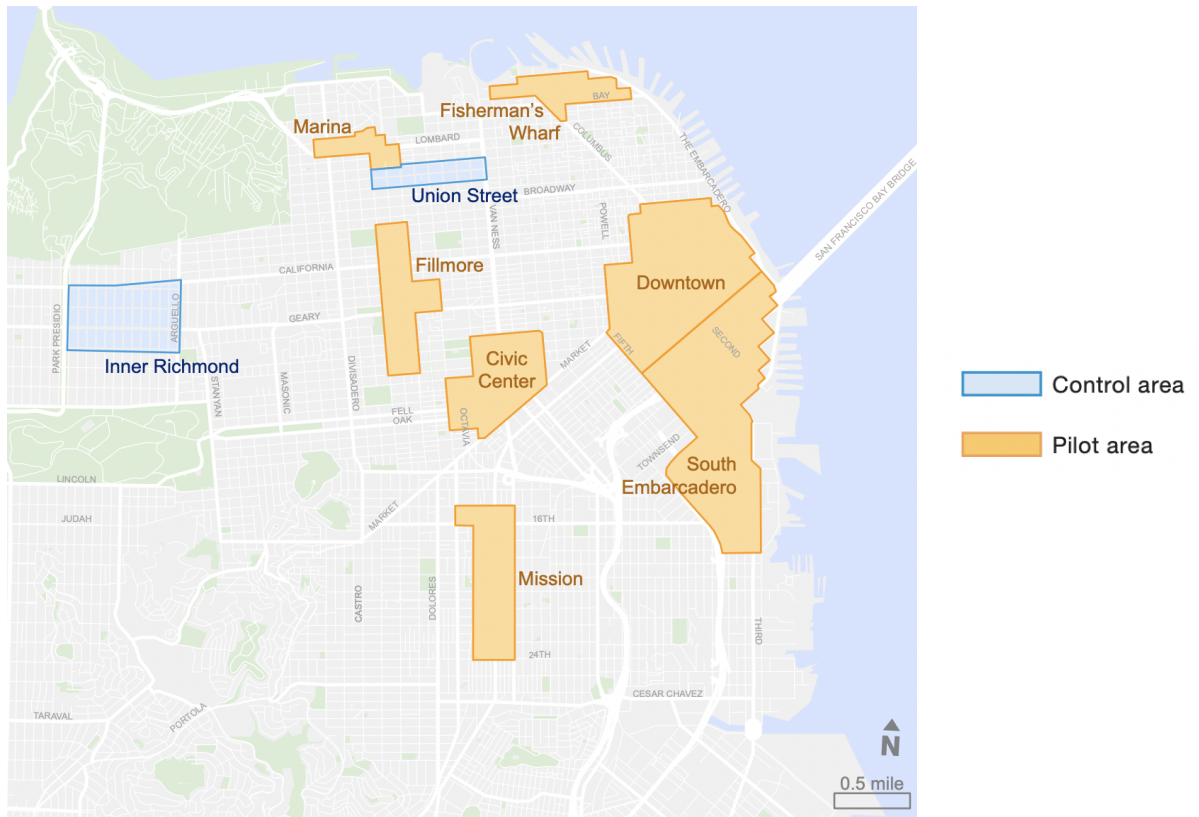 BAY
Fisherman's
Wharf
Marina
LOMBARD
COLUMBUS
THE EMBARCADERO
Union Street
BROADWAY
SAN FRANCISCO BAY BRIDGE
VAN NESS
POWELL
CALIFORNIA
Fillmore
Downtown
PARK PRESIDIO
ARGUELLO
GEARY
Inner Richmond
FIFTH
SECOND
MARKET
Civic
Center
STANYAN
MASONIC
DIVISADERO
FELL
OAK
OCTAVIA
Control area
Pilot area
TOWNSEND
South
Embarcadero
LINCOLN
JUDAH
MARKET
16TH
Mission
CASTRO
DOLORES
THIRD
24TH
CESAR CHAVEZ
TARAVAL
PORTOLA
N
0.5 mile